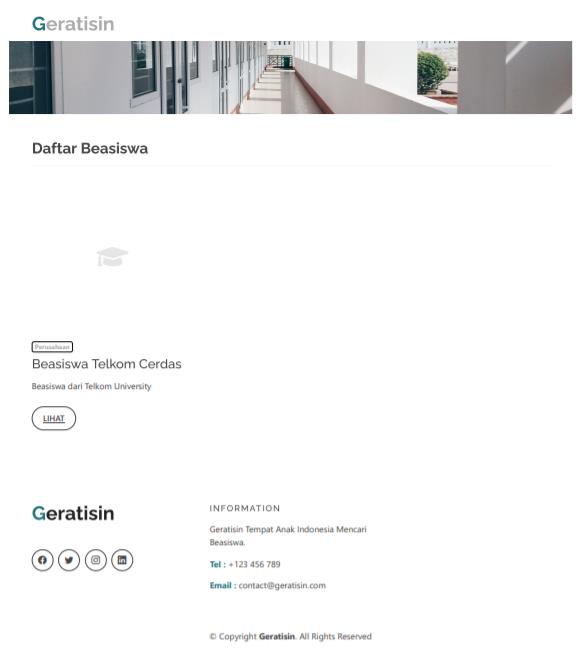 Geratisin
Daftar Beasiswa
Perusahaan
Beasiswa Telkom Cerdas
Beasiswa dari Telkom University
LIHAT
Geratisin
INFORMATION
Geratisin Tempat Anak Indonesia Mencari
Beasiswa.
Tel : +123 456 789
Email : contact@geratisin.com
© Copyright Geratisin. All Rights Reserved